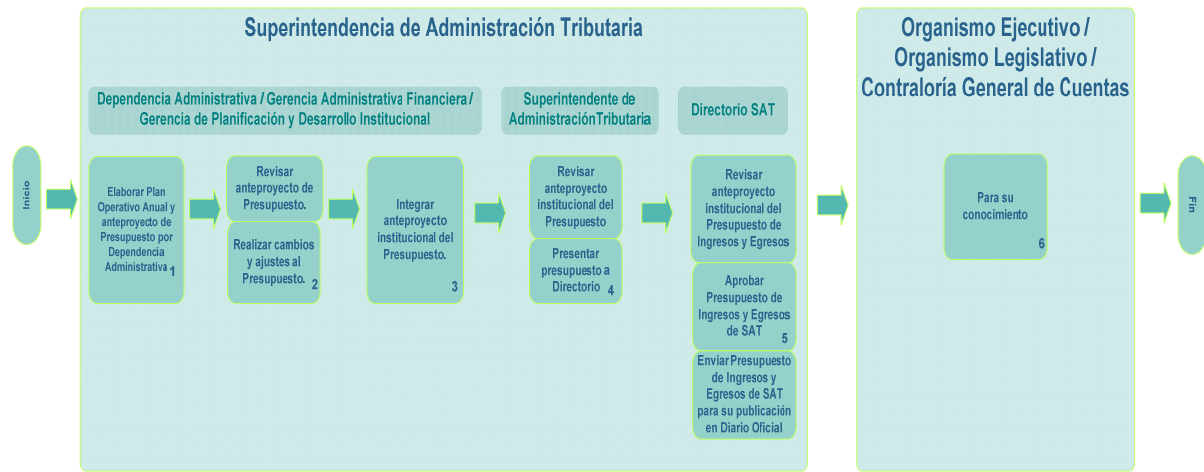 Superintendencia de Administración Tributaria
Organismo Ejecutivo /
Organismo Legislativo /
Contraloría General de Cuentas
Dependencia Administrativa / Gerencia Administrativa Financiera /
Gerencia de Planificación y Desarrollo Institucional
Superintendente de
Administración Tributaria
Directorio SAT
Inicio
Elaborar Plan
Operativo Anual y
anteproyecto de
Presupuesto por
Dependencia
Administrativa 1
Revisar
anteproyecto de
Presupuesto.
Realizar cambios
y ajustes al
Presupuesto. 2
Integrar
anteproyecto
institucional del
Presupuesto.
3
Revisar
anteproyecto
institucional del
Presupuesto
Presentar
presupuesto a
Directorio 4
Revisar
anteproyecto
institucional del
Presupuesto de
Ingresos y Egresos
Aprobar
Presupuesto de
Ingresos y Egresos
de SAT
5
Enviar Presupuesto
de Ingresos y
Egresos de SAT
para su publicación
en Diario Oficial
Para su
conocimiento
6
Fin